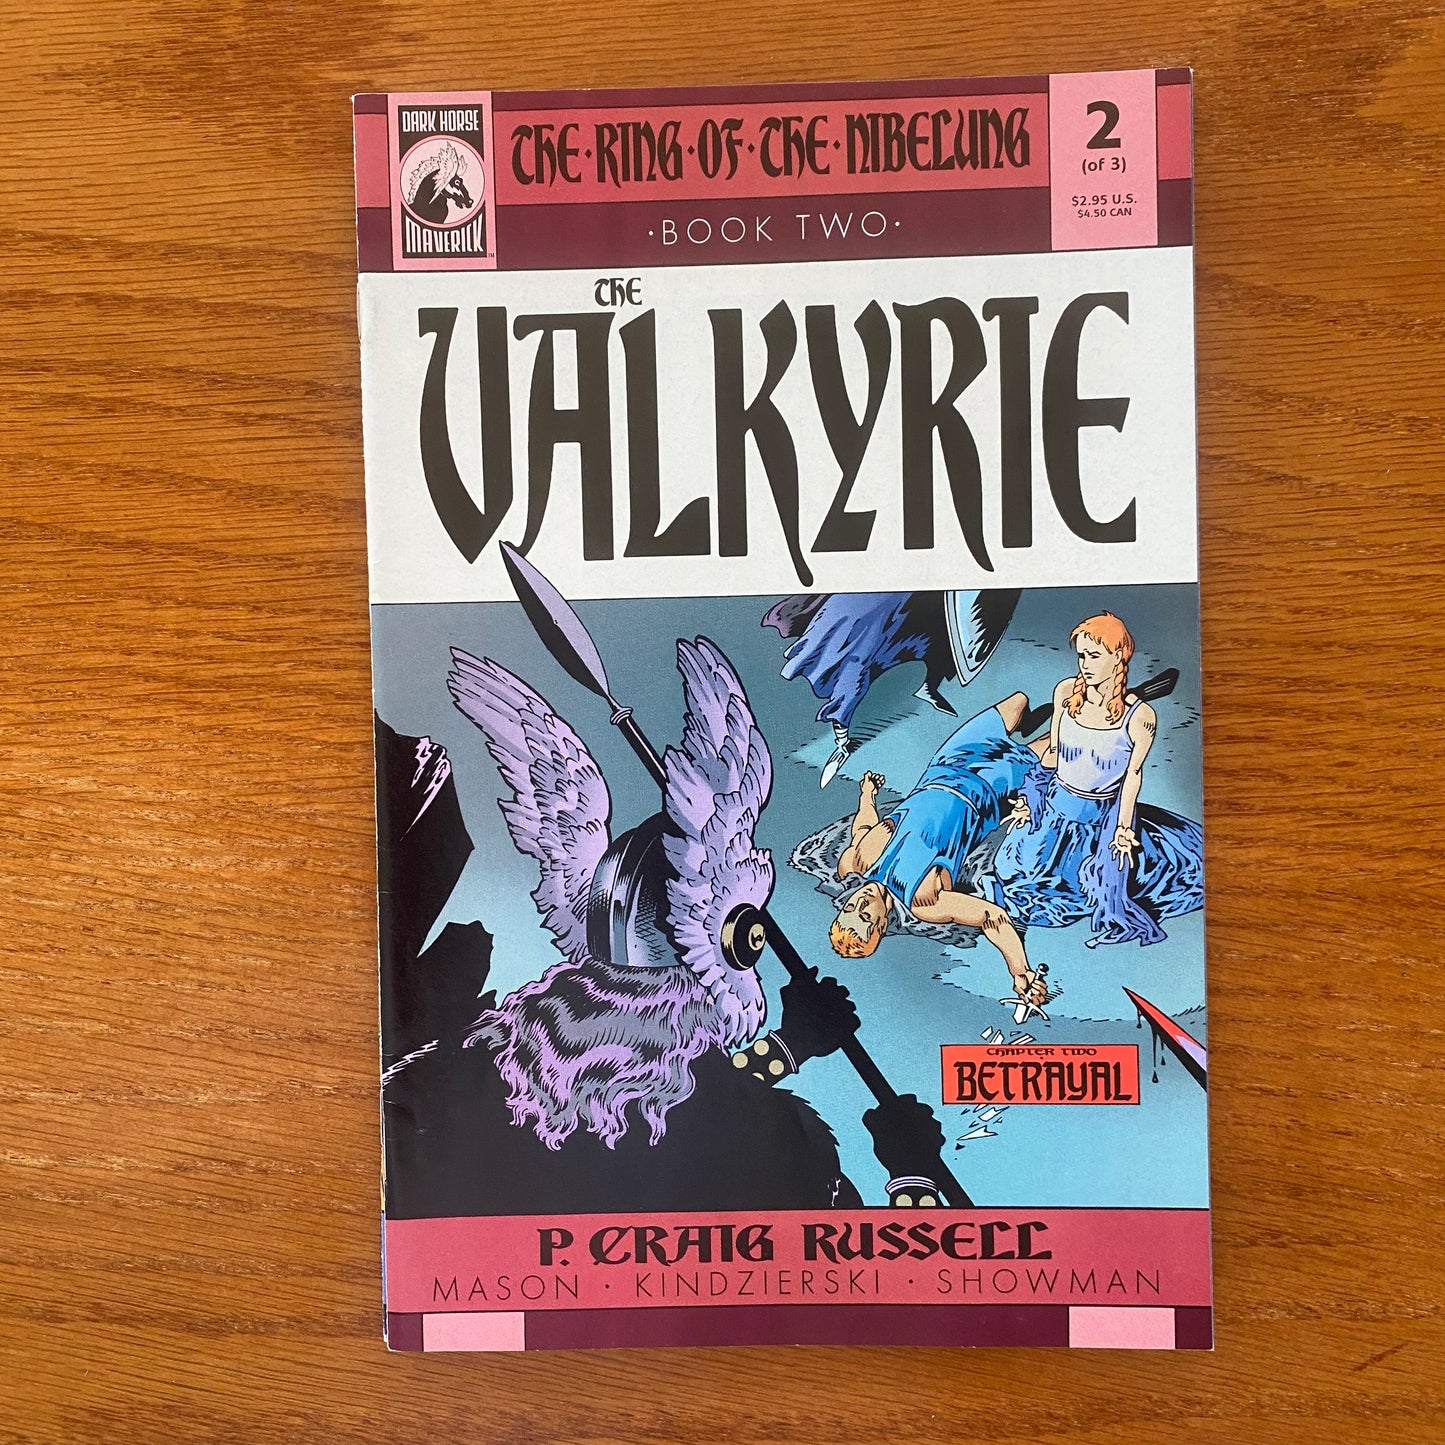 DARK HORSE
MAVERICK™
THE·RING·OF·THE·NIBELUNG
·BOOK TWO·
2
(of 3)
$2.95 U.S.
$4.50 CAN
THE
VALKYRIE
CHAPTER TWO
BETRAYAL
P. CRAIG RUSSELL
MASON · KINDZIERSKI · SHOWMAN